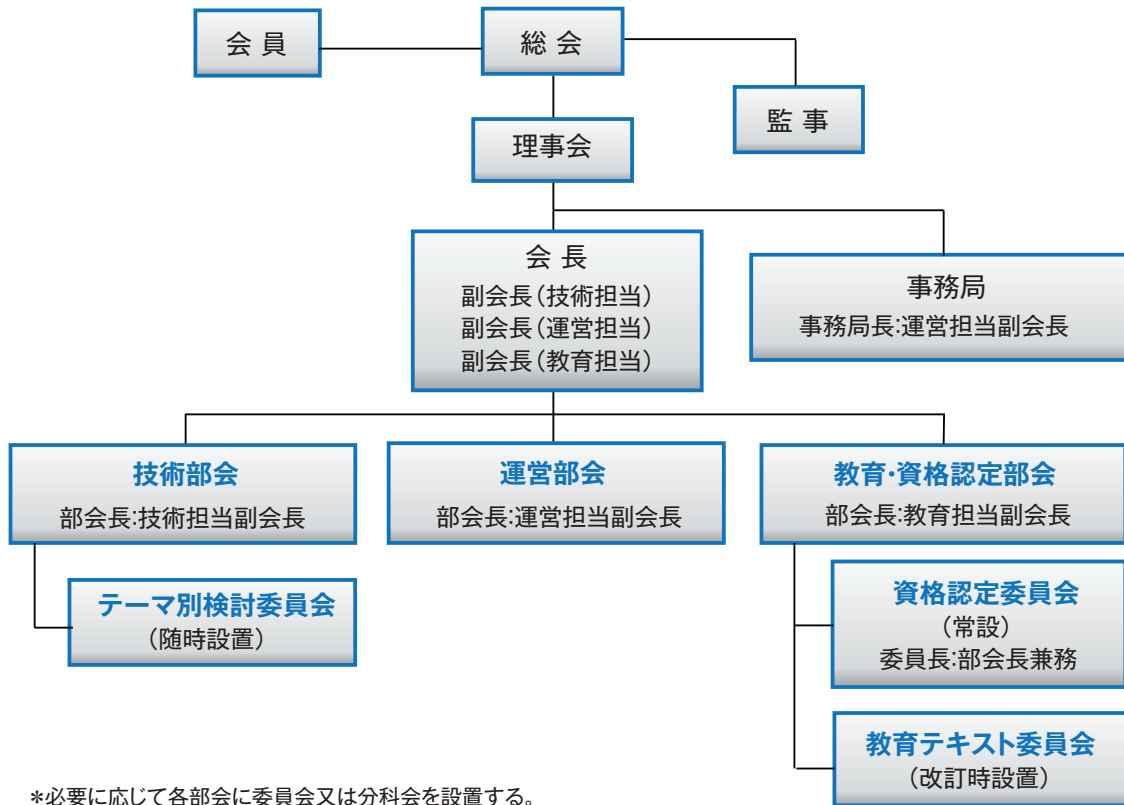 会 員
総 会
監 事
理事会
会 長
副会長（技術担当）
副会長（運営担当）
副会長（教育担当）
事務局
事務局長:運営担当副会長
技術部会
部会長:技術担当副会長
運営部会
部会長:運営担当副会長
教育・資格認定部会
部会長:教育担当副会長
テーマ別検討委員会
（随時設置）
資格認定委員会
（常設）
委員長:部会長兼務
教育テキスト委員会
（改訂時設置）
*必要に応じて各部会に委員会又は分科会を設置する。